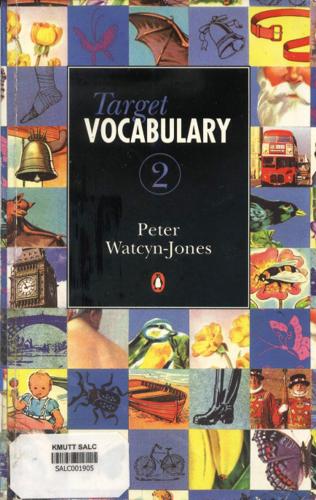 Target
VOCABULARY
2
Peter
Watcyn-Jones
KMUTT SALC
SALC001905